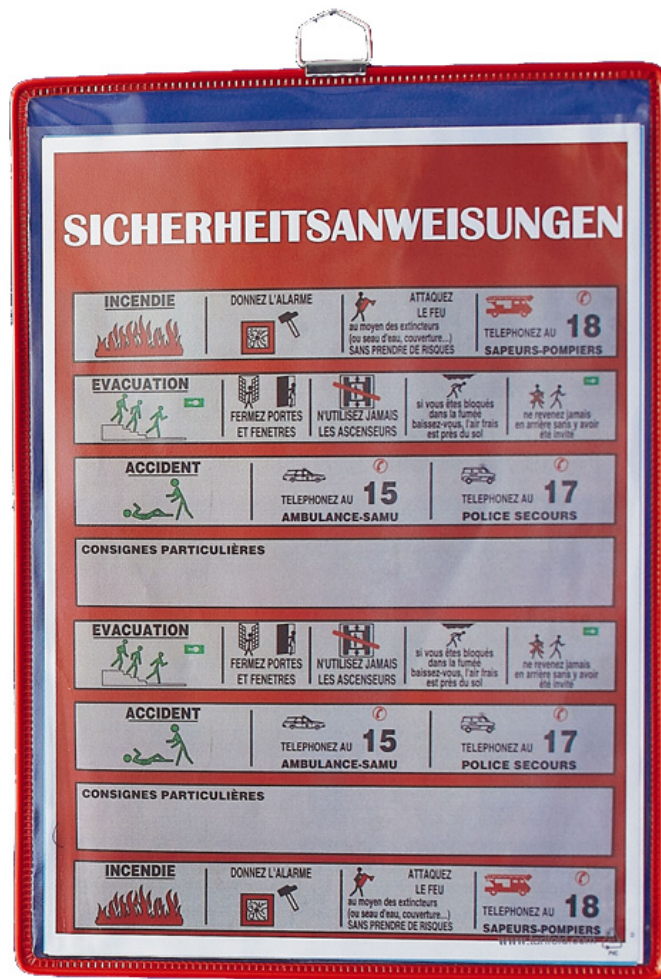 SICHERHEITSANWEISUNGEN
INCENDIE
DONNEZ L'ALARME
ATTAQUEZ
LE FEU
au moyen des extincteurs
(ou seau d'eau, couverture...)
SANS PRENDRE DE RISQUES
TELEPHONEZ AU 18
SAPEURS-POMPIERS
EVACUATION
FERMEZ PORTES
ET FENETRES
N'UTILISEZ JAMAIS
LES ASCENSEURS
si vous êtes bloqués
dans la fumée
baissez-vous, l'air frais
est près du sol
ne revenez jamais
en arrière sans y avoir
été invité
ACCIDENT
TELEPHONEZ AU 15
AMBULANCE-SAMU
TELEPHONEZ AU 17
POLICE SECOURS
CONSIGNES PARTICULIÈRES
EVACUATION
FERMEZ PORTES
ET FENETRES
N'UTILISEZ JAMAIS
LES ASCENSEURS
si vous êtes bloqués
dans la fumée
baissez-vous, l'air frais
est près du sol
ne revenez jamais
en arrière sans y avoir
été invité
ACCIDENT
TELEPHONEZ AU 15
AMBULANCE-SAMU
TELEPHONEZ AU 17
POLICE SECOURS
CONSIGNES PARTICULIÈRES
INCENDIE
DONNEZ L'ALARME
ATTAQUEZ
LE FEU
au moyen des extincteurs
(ou seau d'eau, couverture...)
SANS PRENDRE DE RISQUES
TELEPHONEZ AU 18
SAPEURS-POMPIERS